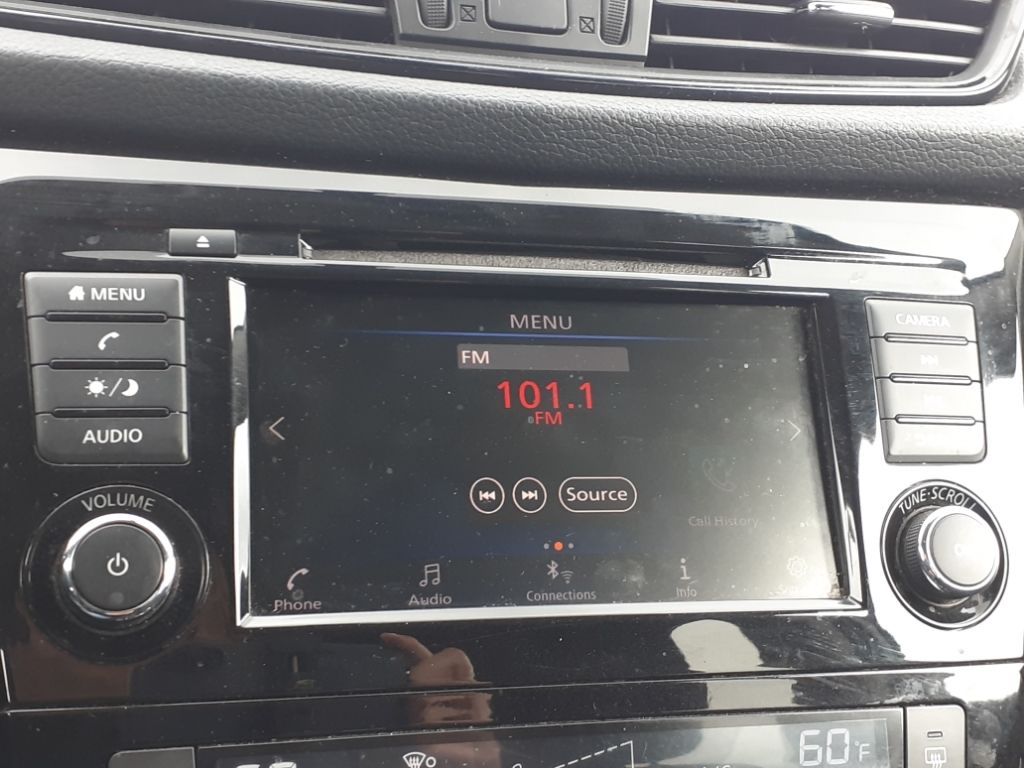 MENU
AUDIO
VOLUME
MENU
FM
101.1
FM
Source
Call History
Phone
Audio
Connections
Info
CAMERA
TUNE·SCROLL
60°F